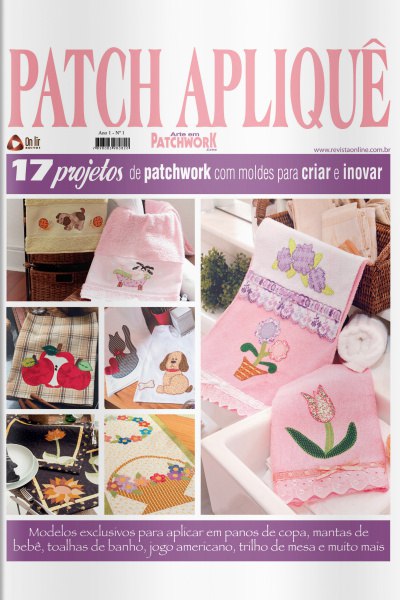 PATCH APLIQUÊ
On line
EDITORA
Ano 1 - Nº 1
Arte em
PATCHWORK
www.revistaonline.com.br
17 projetos de patchwork com moldes para criar e inovar
Modelos exclusivos para aplicar em panos de copa, mantas de
bebê, toalhas de banho, jogo americano, trilho de mesa e muito mais